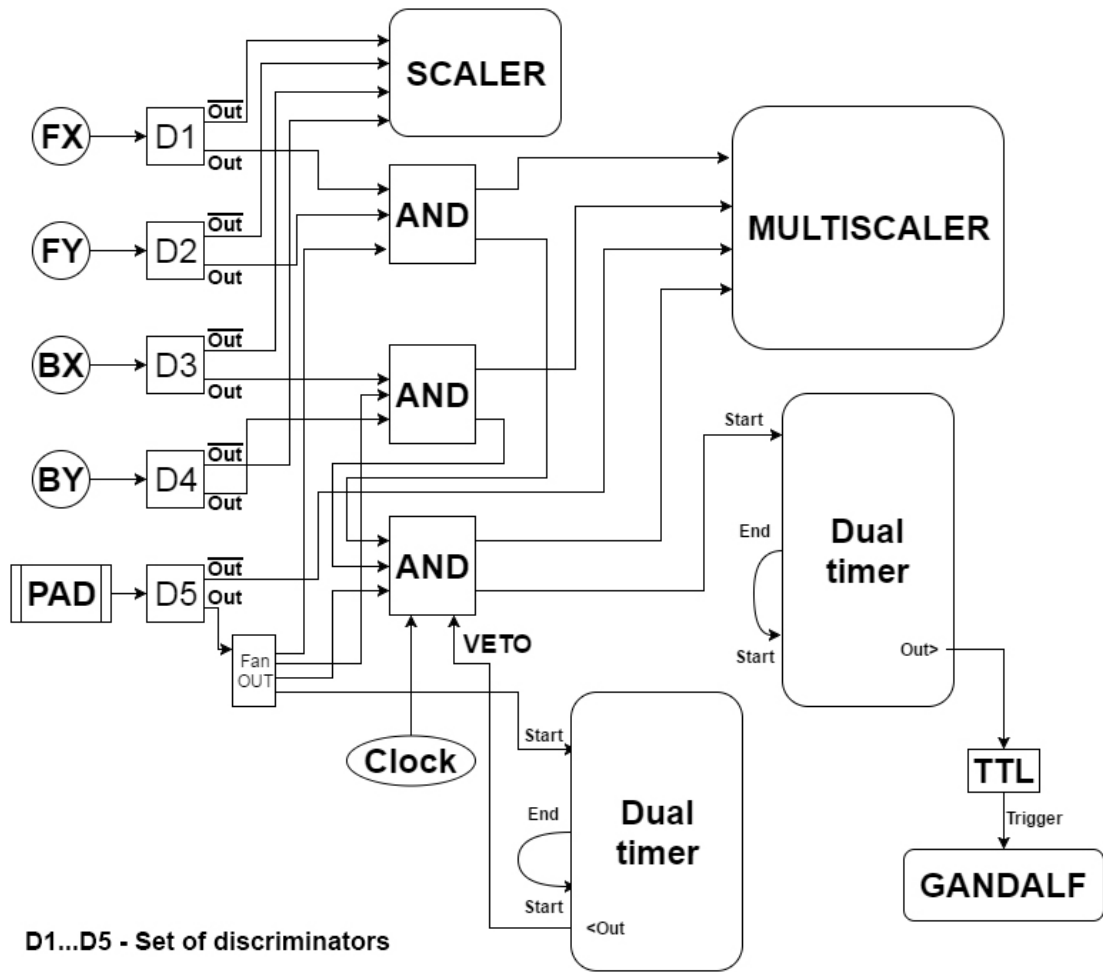 SCALER
FX
D1
Out
Out
AND
MULTISCALER
FY
D2
Out
Out
BX
D3
Out
Out
AND
BY
D4
Out
Out
Start
End
Dual
timer
Start
Out>
PAD
D5
Out
Out
AND
VETO
Fan
OUT
Clock
Start
End
Dual
timer
Start
<Out
TTL
Trigger
GANDALF
D1...D5 - Set of discriminators